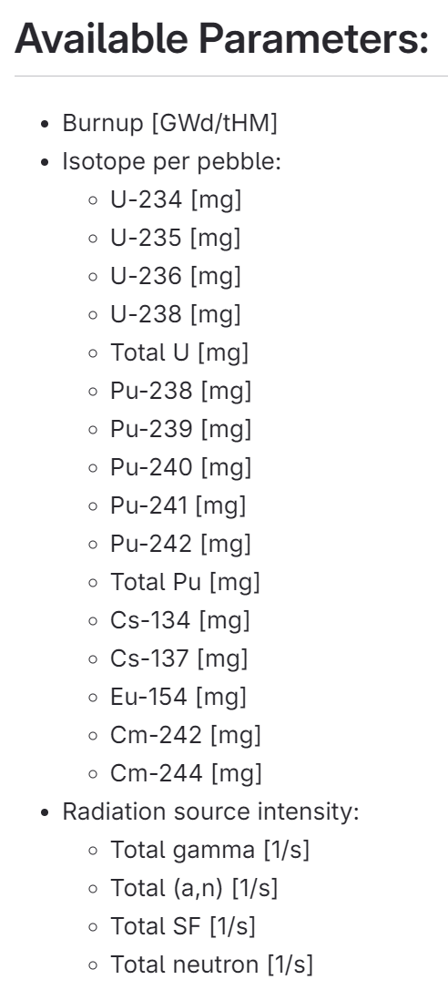 Available Parameters:
• Burnup [GWd/tHM]
• Isotope per pebble:
◦ U-234 [mg]
◦ U-235 [mg]
◦ U-236 [mg]
◦ U-238 [mg]
◦ Total U [mg]
◦ Pu-238 [mg]
◦ Pu-239 [mg]
◦ Pu-240 [mg]
◦ Pu-241 [mg]
◦ Pu-242 [mg]
◦ Total Pu [mg]
◦ Cs-134 [mg]
◦ Cs-137 [mg]
◦ Eu-154 [mg]
◦ Cm-242 [mg]
◦ Cm-244 [mg]
• Radiation source intensity:
◦ Total gamma [1/s]
◦ Total (a,n) [1/s]
◦ Total SF [1/s]
◦ Total neutron [1/s]